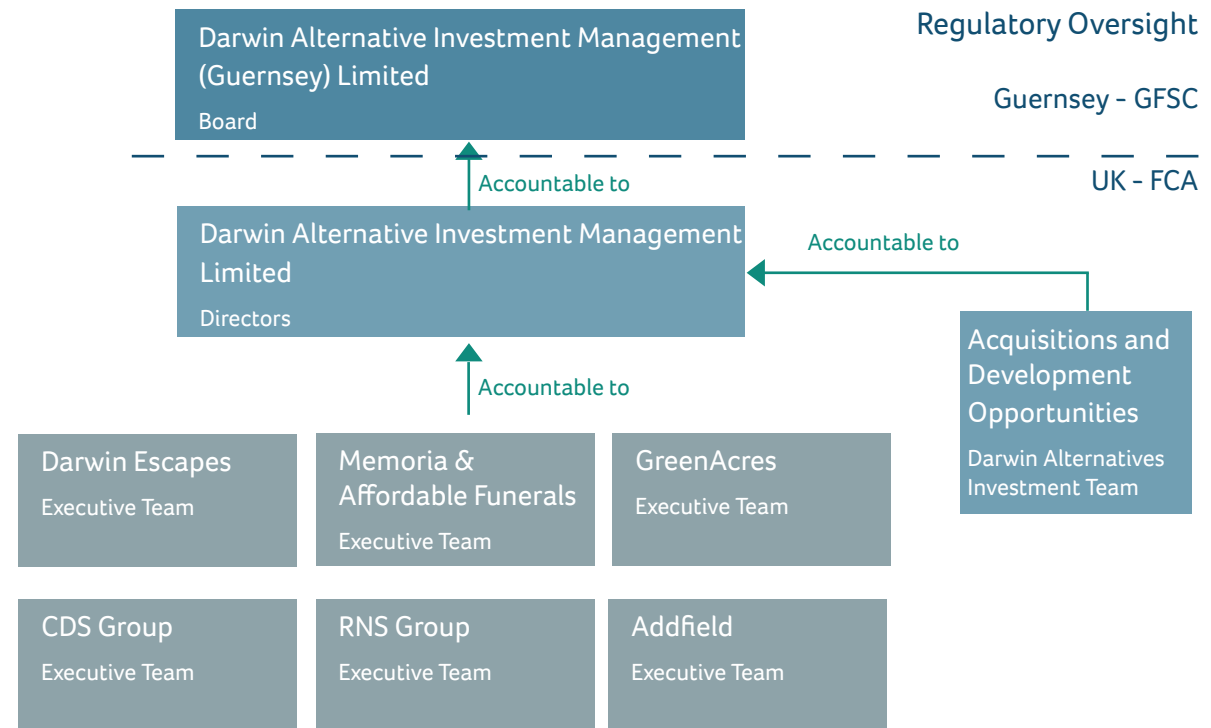 Darwin Alternative Investment Management
(Guernsey) Limited
Board
Regulatory Oversight
Guernsey - GFSC
UK - FCA
Accountable to
Darwin Alternative Investment Management
Limited
Directors
Accountable to
Accountable to
Acquisitions and
Development
Opportunities
Darwin Alternatives
Investment Team
Darwin Escapes
Executive Team
Memoria &
Affordable Funerals
Executive Team
GreenAcres
Executive Team
CDS Group
Executive Team
RNS Group
Executive Team
Addfield
Executive Team